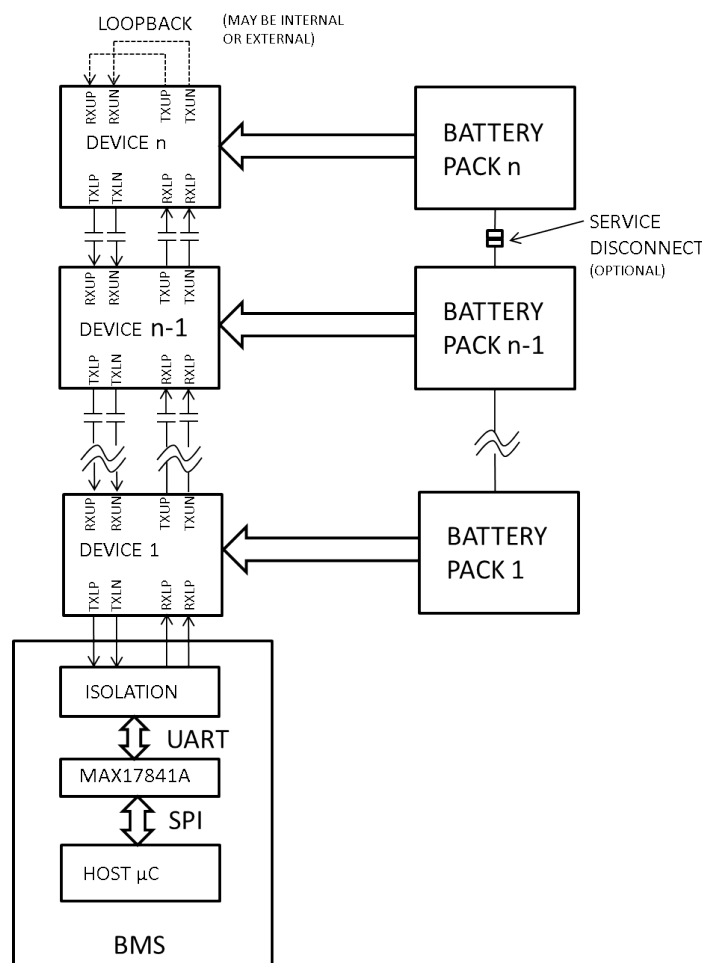 LOOPBACK
(MAY BE INTERNAL
OR EXTERNAL)
RXUP
RXUN
TXUP
TXUN
DEVICE n
TXLP
TXLN
RXLP
RXLP
BATTERY
PACK n
SERVICE
DISCONNECT
(OPTIONAL)
RXUP
RXUN
TXUP
TXUN
DEVICE n-1
TXLP
TXLN
RXLP
RXLP
BATTERY
PACK n-1
RXUP
RXUN
TXUP
TXUN
DEVICE 1
TXLP
TXLN
RXLP
RXLP
BATTERY
PACK 1
ISOLATION
UART
MAX17841A
SPI
HOST µC
BMS